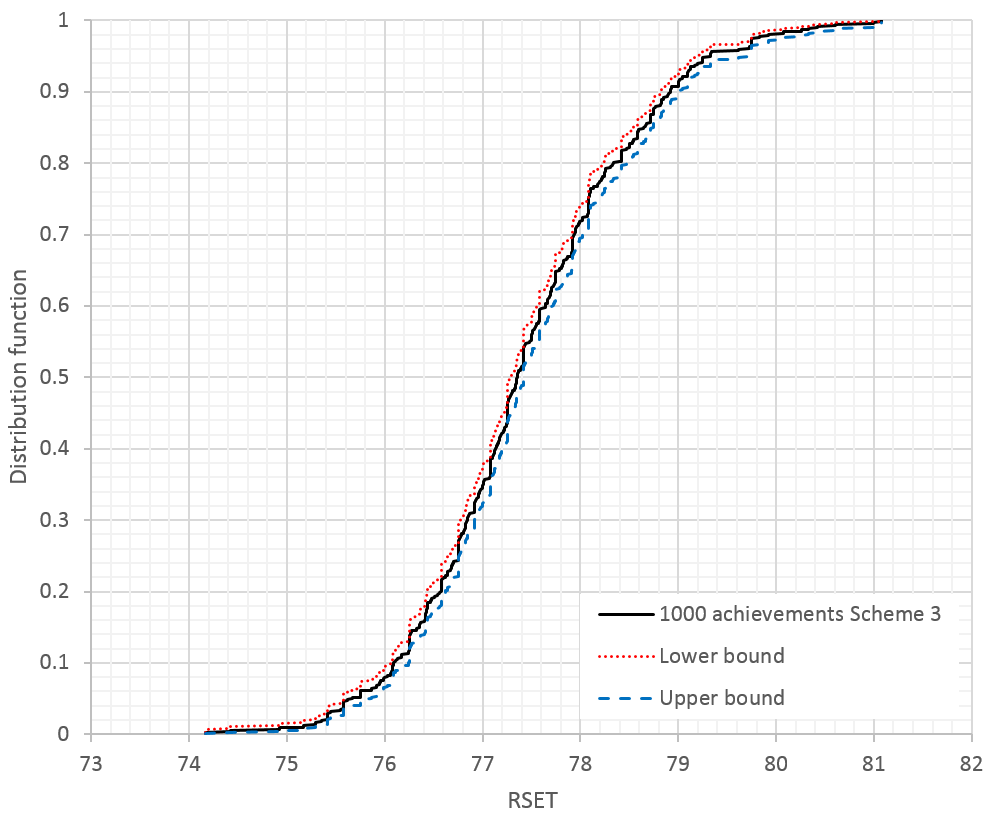 1
0.9
0.8
0.7
0.6
0.5
0.4
0.3
0.2
0.1
0
Distribution function
1000 achievements Scheme 3
Lower bound
Upper bound
73 74 75 76 77 78 79 80 81 82
RSET